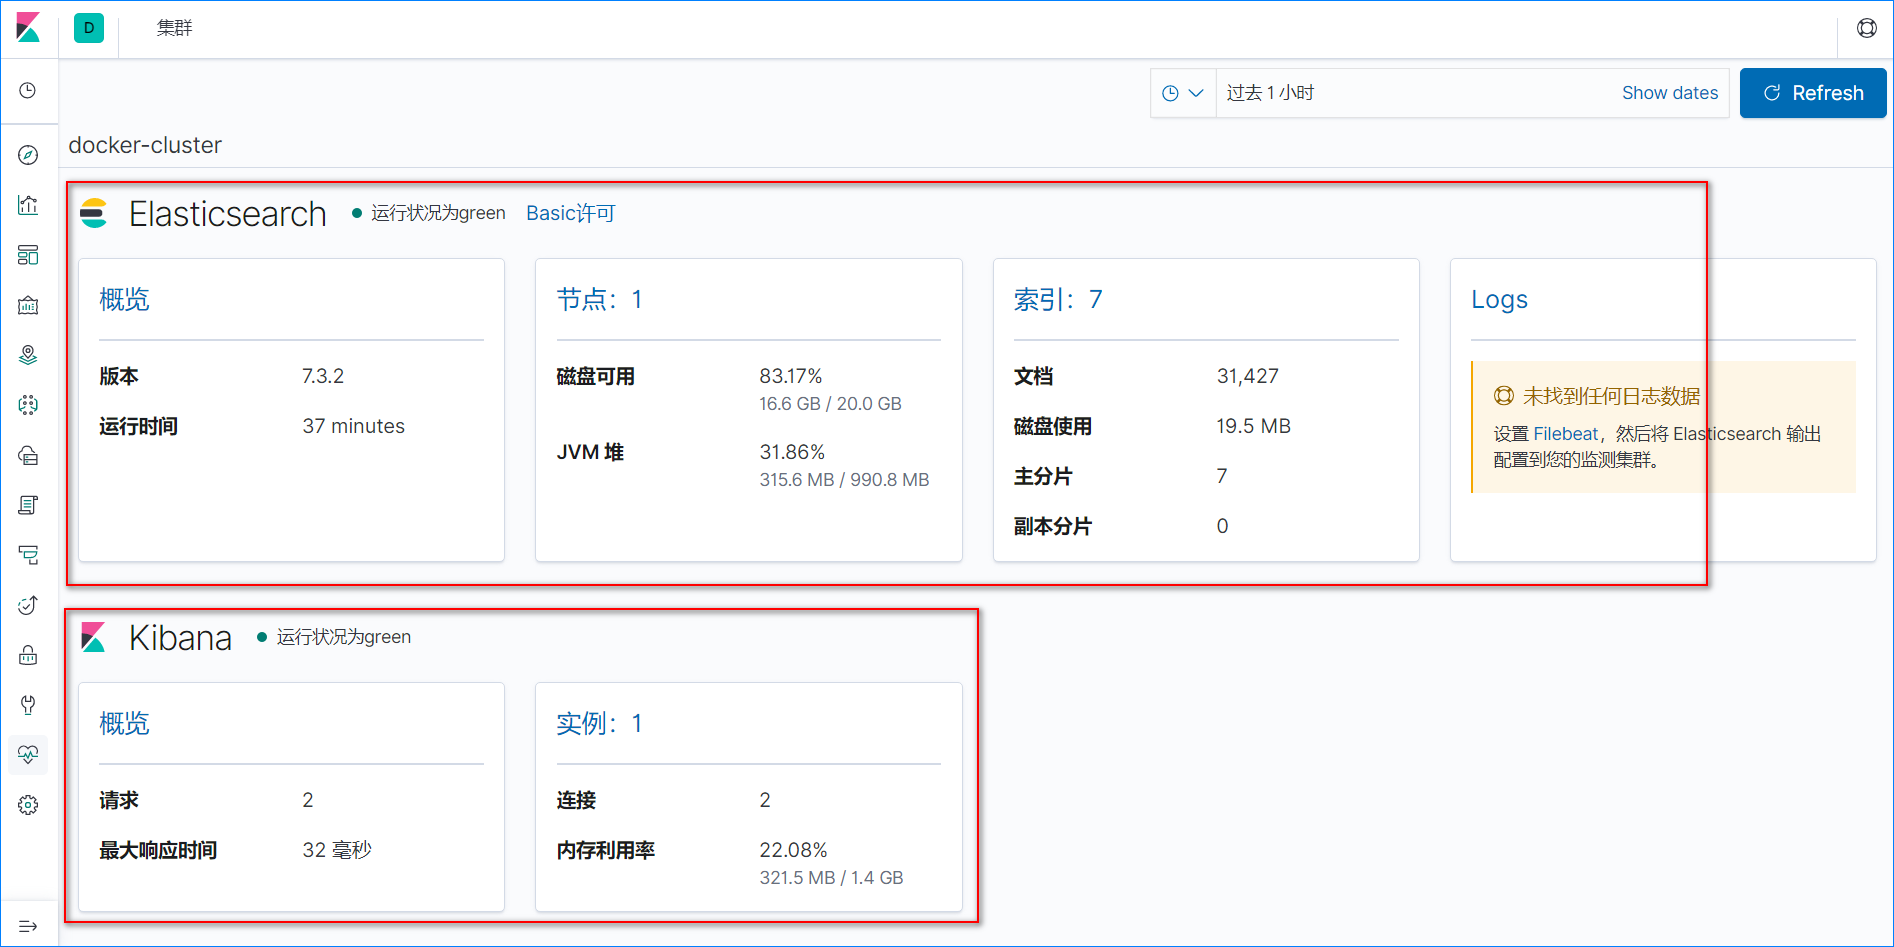 D
集群
过去 1 小时
Show dates
Refresh
docker-cluster
Elasticsearch
运行状况为green
Basic许可
概览
版本 7.3.2
运行时间 37 minutes
节点：1
磁盘可用 83.17%
16.6 GB / 20.0 GB
JVM 堆 31.86%
315.6 MB / 990.8 MB
索引：7
文档 31,427
磁盘使用 19.5 MB
主分片 7
副本分片 0
Logs
未找到任何日志数据
设置 Filebeat，然后将 Elasticsearch 输出
配置到您的监测集群。
Kibana
运行状况为green
概览
请求 2
最大响应时间 32 毫秒
实例：1
连接 2
内存利用率 22.08%
321.5 MB / 1.4 GB